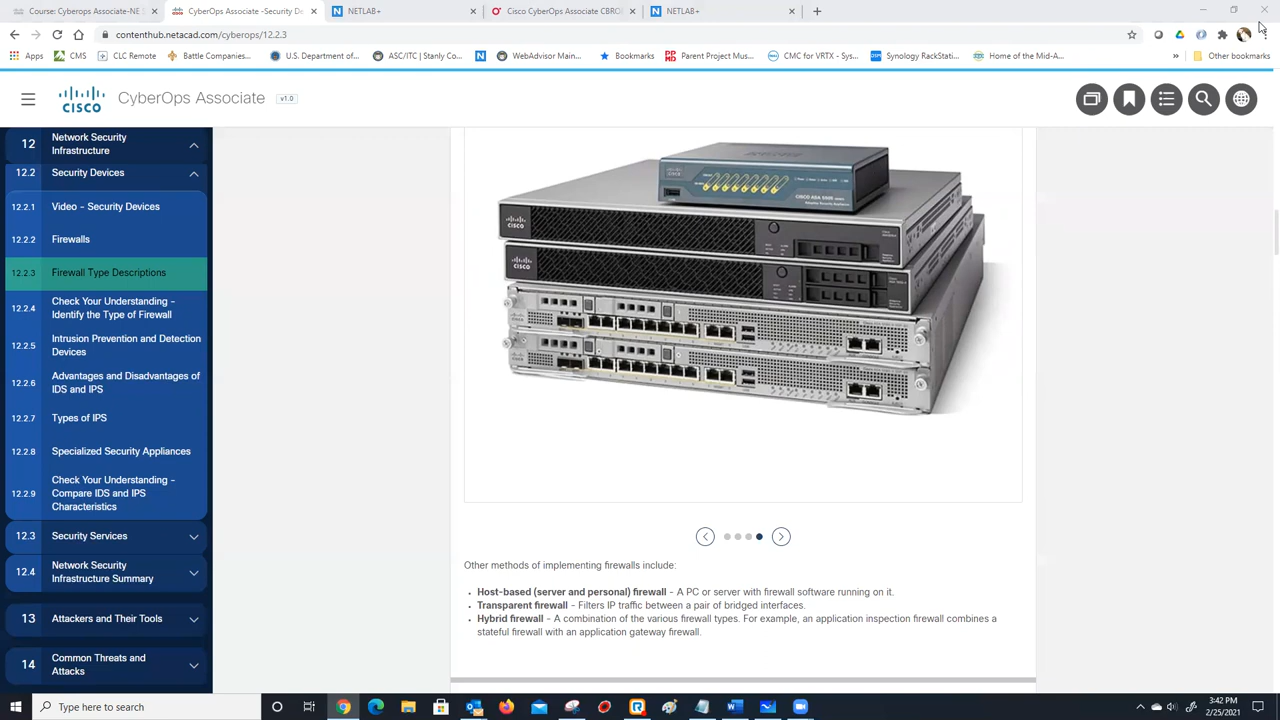 Course: Cyberops Associate-NE S
CyberOps Associate -Security De
NETLAB+
Cisco CyberOps Associate CBRO
NETLAB+
contenthub.netacad.com/cyberops/12.2.3
Apps CMS CLC Remote Battle Companies... U.S. Department of... ASC/ITC | Stanly Co... WebAdvisor Main... Bookmarks Parent Project Mus... CMC for VRTX - Sys... Synology RackStati... Home of the Mid-A... » Other bookmarks
CISCO
CyberOps Associate v1.0
12 Network Security
Infrastructure
12.2 Security Devices
12.2.1 Video - Security Devices
12.2.2 Firewalls
12.2.3 Firewall Type Descriptions
12.2.4 Check Your Understanding -
Identify the Type of Firewall
12.2.5 Intrusion Prevention and Detection
Devices
12.2.6 Advantages and Disadvantages of
IDS and IPS
12.2.7 Types of IPS
12.2.8 Specialized Security Appliances
12.2.9 Check Your Understanding -
Compare IDS and IPS
Characteristics
12.3 Security Services
12.4 Network Security
Infrastructure Summary
13 Attackers and Their Tools
14 Common Threats and
Attacks
CISCO
CISCO
Other methods of implementing firewalls include:
• Host-based (server and personal) firewall - A PC or server with firewall software running on it.
• Transparent firewall - Filters IP traffic between a pair of bridged interfaces.
• Hybrid firewall - A combination of the various firewall types. For example, an application inspection firewall combines a
stateful firewall with an application gateway firewall.
Type here to search
3:42 PM
2/25/2021